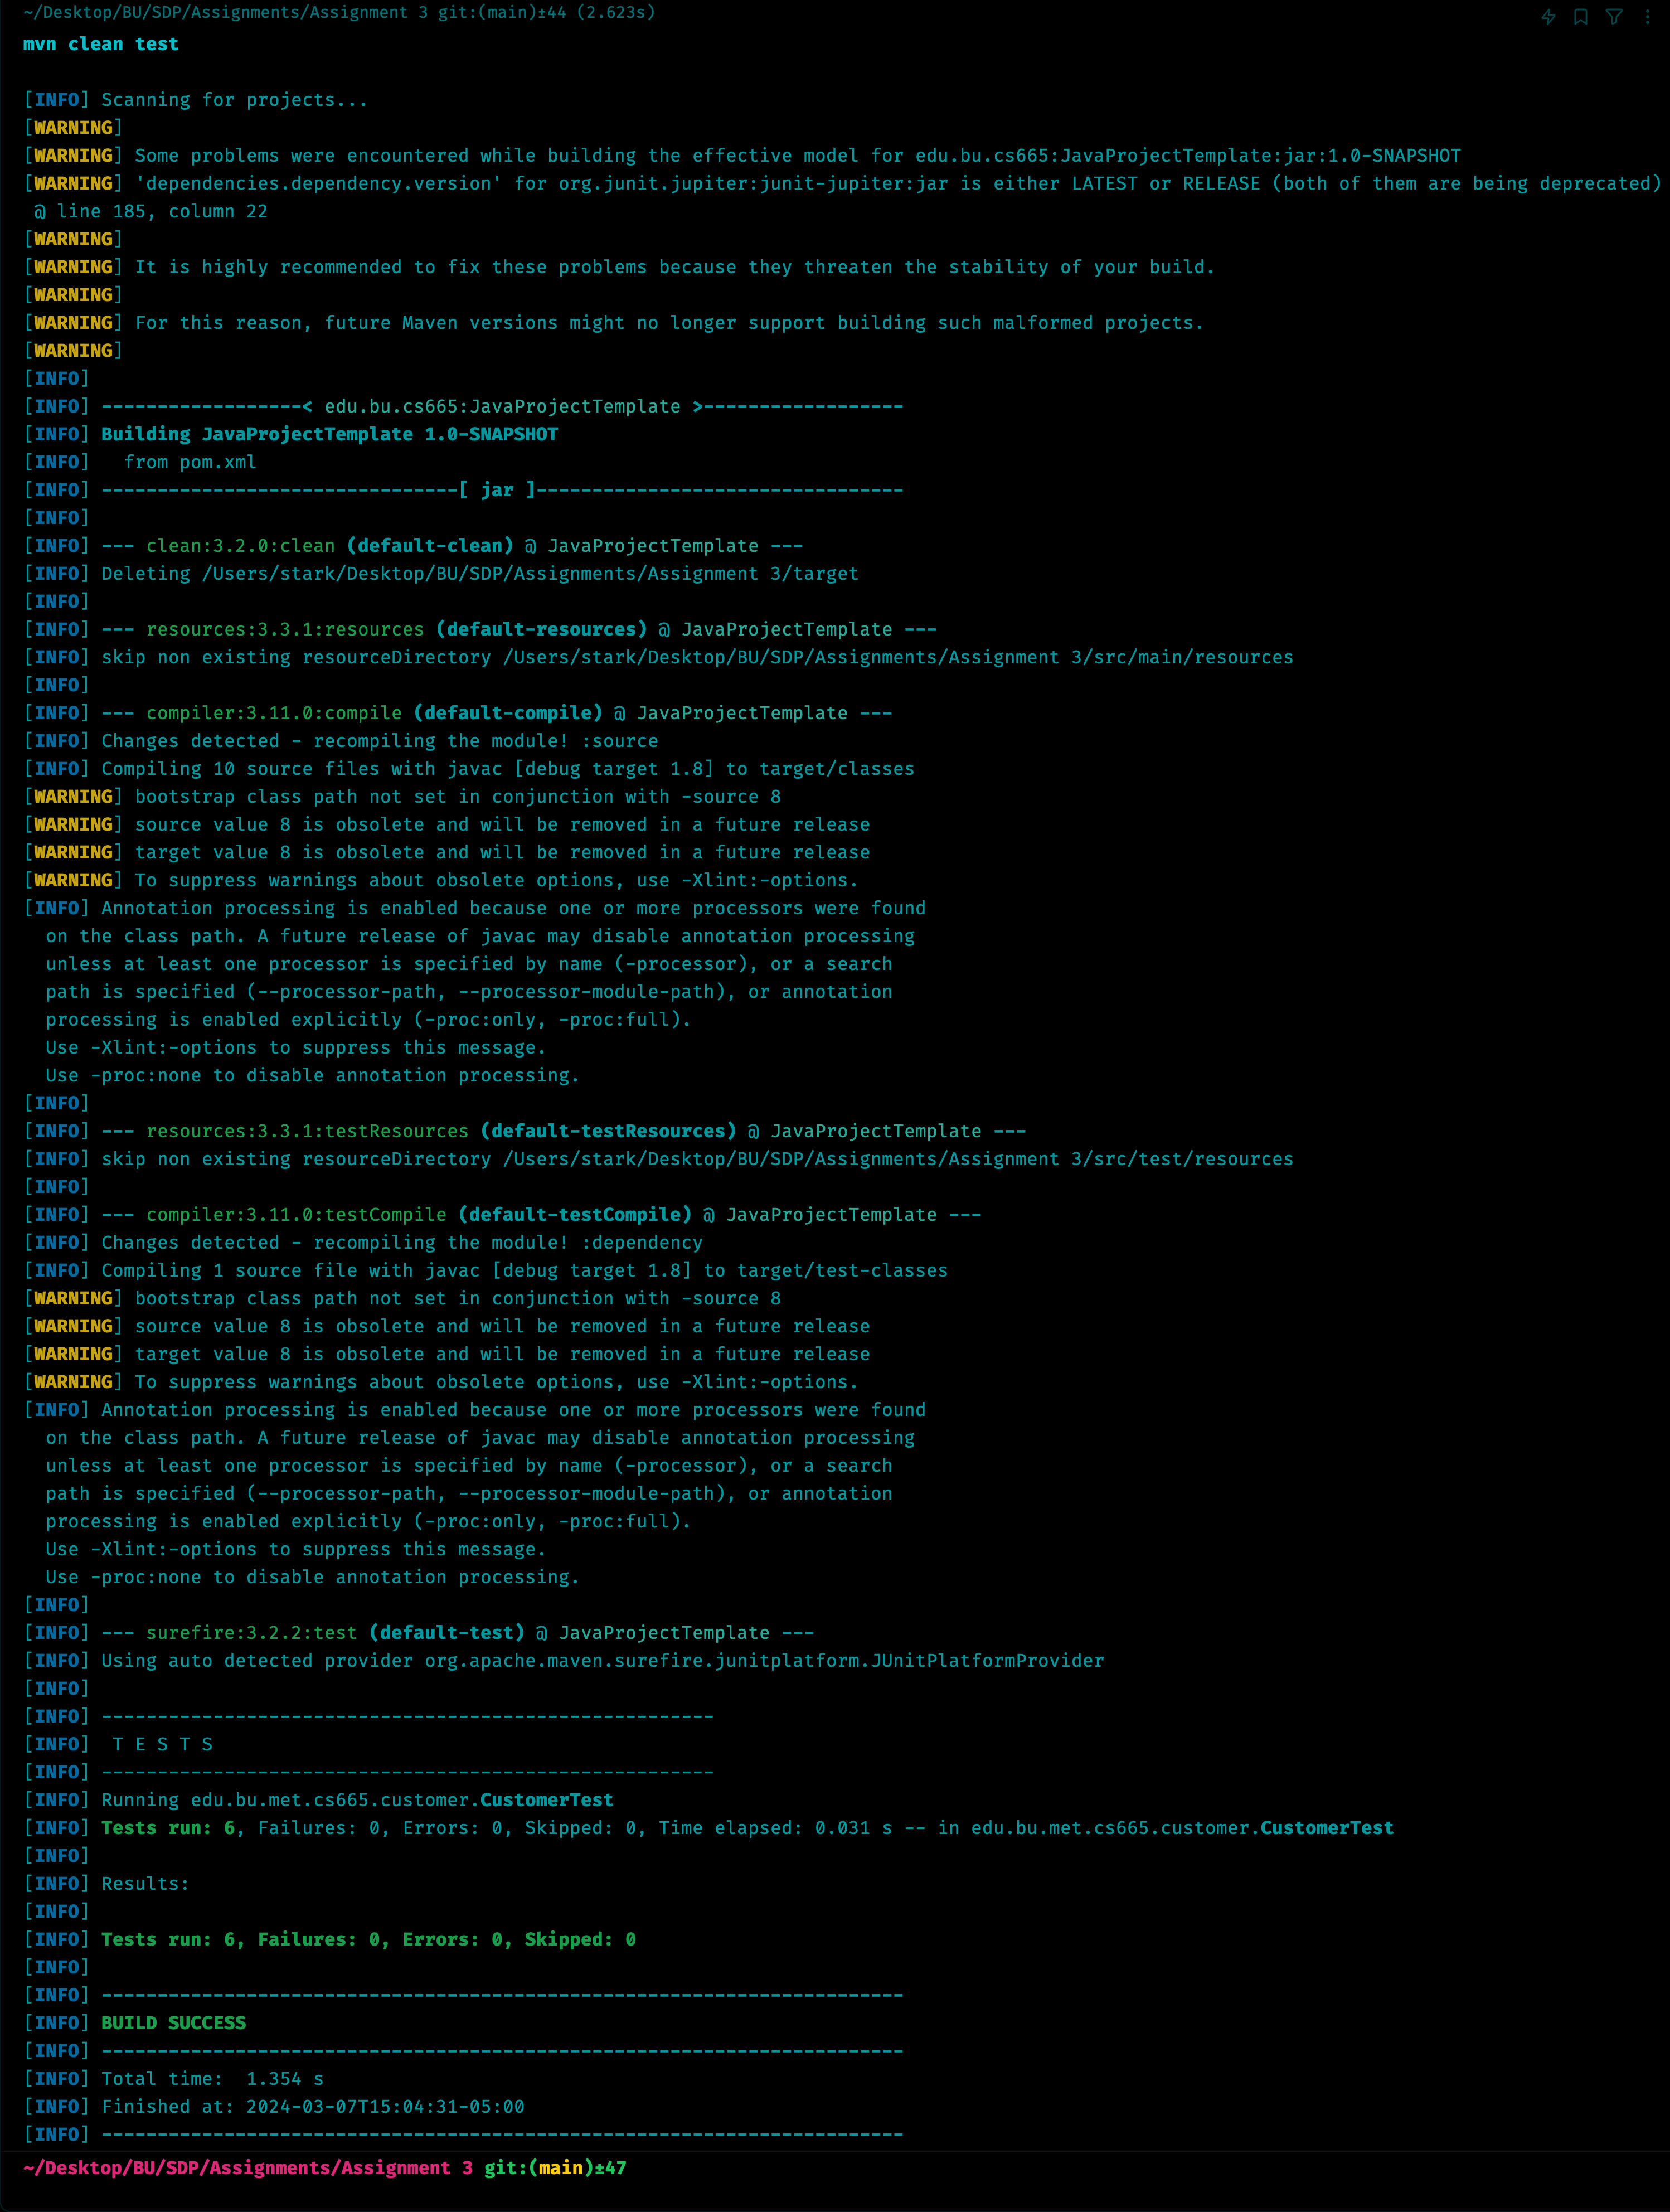 ~/Desktop/BU/SDP/Assignments/Assignment 3 git:(main)±44 (2.623s)
mvn clean test
[INFO] Scanning for projects...
[WARNING]
[WARNING] Some problems were encountered while building the effective model for edu.bu.cs665:JavaProjectTemplate:jar:1.0-SNAPSHOT
[WARNING] 'dependencies.dependency.version' for org.junit.jupiter:junit-jupiter:jar is either LATEST or RELEASE (both of them are being deprecated)
@ line 185, column 22
[WARNING]
[WARNING] It is highly recommended to fix these problems because they threaten the stability of your build.
[WARNING]
[WARNING] For this reason, future Maven versions might no longer support building such malformed projects.
[WARNING]
[INFO]
[INFO] ------------------< edu.bu.cs665:JavaProjectTemplate >------------------
[INFO] Building JavaProjectTemplate 1.0-SNAPSHOT
[INFO]   from pom.xml
[INFO] --------------------------------[ jar ]---------------------------------
[INFO]
[INFO] --- clean:3.2.0:clean (default-clean) @ JavaProjectTemplate ---
[INFO] Deleting /Users/stark/Desktop/BU/SDP/Assignments/Assignment 3/target
[INFO]
[INFO] --- resources:3.3.1:resources (default-resources) @ JavaProjectTemplate ---
[INFO] skip non existing resourceDirectory /Users/stark/Desktop/BU/SDP/Assignments/Assignment 3/src/main/resources
[INFO]
[INFO] --- compiler:3.11.0:compile (default-compile) @ JavaProjectTemplate ---
[INFO] Changes detected - recompiling the module! :source
[INFO] Compiling 10 source files with javac [debug target 1.8] to target/classes
[WARNING] bootstrap class path not set in conjunction with -source 8
[WARNING] source value 8 is obsolete and will be removed in a future release
[WARNING] target value 8 is obsolete and will be removed in a future release
[WARNING] To suppress warnings about obsolete options, use -Xlint:-options.
[INFO] Annotation processing is enabled because one or more processors were found
  on the class path. A future release of javac may disable annotation processing
  unless at least one processor is specified by name (-processor), or a search
  path is specified (--processor-path, --processor-module-path), or annotation
  processing is enabled explicitly (-proc:only, -proc:full).
  Use -Xlint:-options to suppress this message.
  Use -proc:none to disable annotation processing.
[INFO]
[INFO] --- resources:3.3.1:testResources (default-testResources) @ JavaProjectTemplate ---
[INFO] skip non existing resourceDirectory /Users/stark/Desktop/BU/SDP/Assignments/Assignment 3/src/test/resources
[INFO]
[INFO] --- compiler:3.11.0:testCompile (default-testCompile) @ JavaProjectTemplate ---
[INFO] Changes detected - recompiling the module! :dependency
[INFO] Compiling 1 source file with javac [debug target 1.8] to target/test-classes
[WARNING] bootstrap class path not set in conjunction with -source 8
[WARNING] source value 8 is obsolete and will be removed in a future release
[WARNING] target value 8 is obsolete and will be removed in a future release
[WARNING] To suppress warnings about obsolete options, use -Xlint:-options.
[INFO] Annotation processing is enabled because one or more processors were found
  on the class path. A future release of javac may disable annotation processing
  unless at least one processor is specified by name (-processor), or a search
  path is specified (--processor-path, --processor-module-path), or annotation
  processing is enabled explicitly (-proc:only, -proc:full).
  Use -Xlint:-options to suppress this message.
  Use -proc:none to disable annotation processing.
[INFO]
[INFO] --- surefire:3.2.2:test (default-test) @ JavaProjectTemplate ---
[INFO] Using auto detected provider org.apache.maven.surefire.junitplatform.JUnitPlatformProvider
[INFO]
[INFO] -------------------------------------------------------
[INFO]  T E S T S
[INFO] -------------------------------------------------------
[INFO] Running edu.bu.met.cs665.customer.CustomerTest
[INFO] Tests run: 6, Failures: 0, Errors: 0, Skipped: 0, Time elapsed: 0.031 s -- in edu.bu.met.cs665.customer.CustomerTest
[INFO]
[INFO] Results:
[INFO]
[INFO] Tests run: 6, Failures: 0, Errors: 0, Skipped: 0
[INFO]
[INFO] ------------------------------------------------------------------------
[INFO] BUILD SUCCESS
[INFO] ------------------------------------------------------------------------
[INFO] Total time:  1.354 s
[INFO] Finished at: 2024-03-07T15:04:31-05:00
[INFO] ------------------------------------------------------------------------
~/Desktop/BU/SDP/Assignments/Assignment 3 git:(main)±47